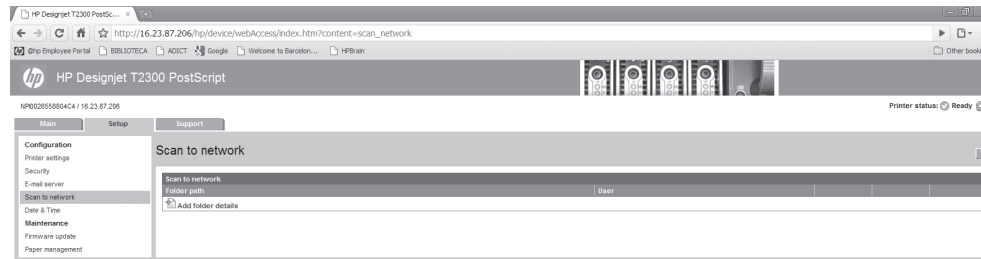 HP Designjet T2300 PostSc...
http://16.23.87.206/hp/device/webAccess/index.htm?content=scan_network
@hp Employee Portal BIBLIOTECA ADICT Google Welcome to Barcelon... HPBrain Other book
hp HP Designjet T2300 PostScript
NPI0026558804C4 / 16.23.87.206 Printer status: Ready
Main Setup Support
Configuration
Printer settings
Security
E-mail server
Scan to network
Date & Time
Maintenance
Firmware update
Paper management
Scan to network
Scan to network
Folder path User
Add folder details